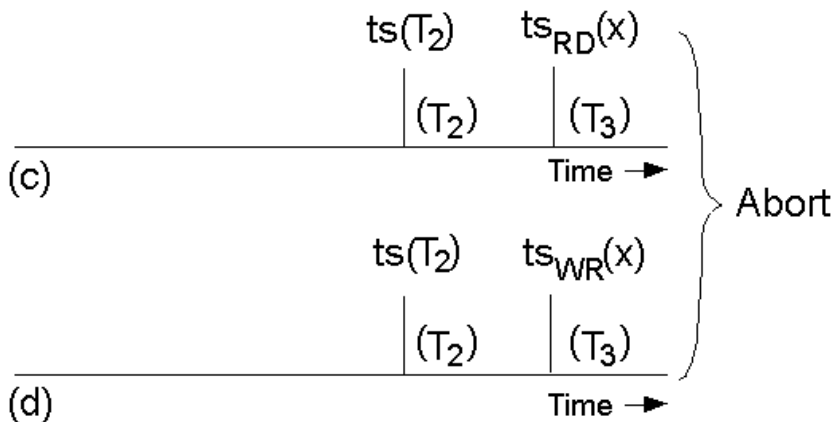 ts(T2) tsRD(x)
(T2) (T3)
(c) Time
Abort
ts(T2) tsWR(x)
(T2) (T3)
(d) Time